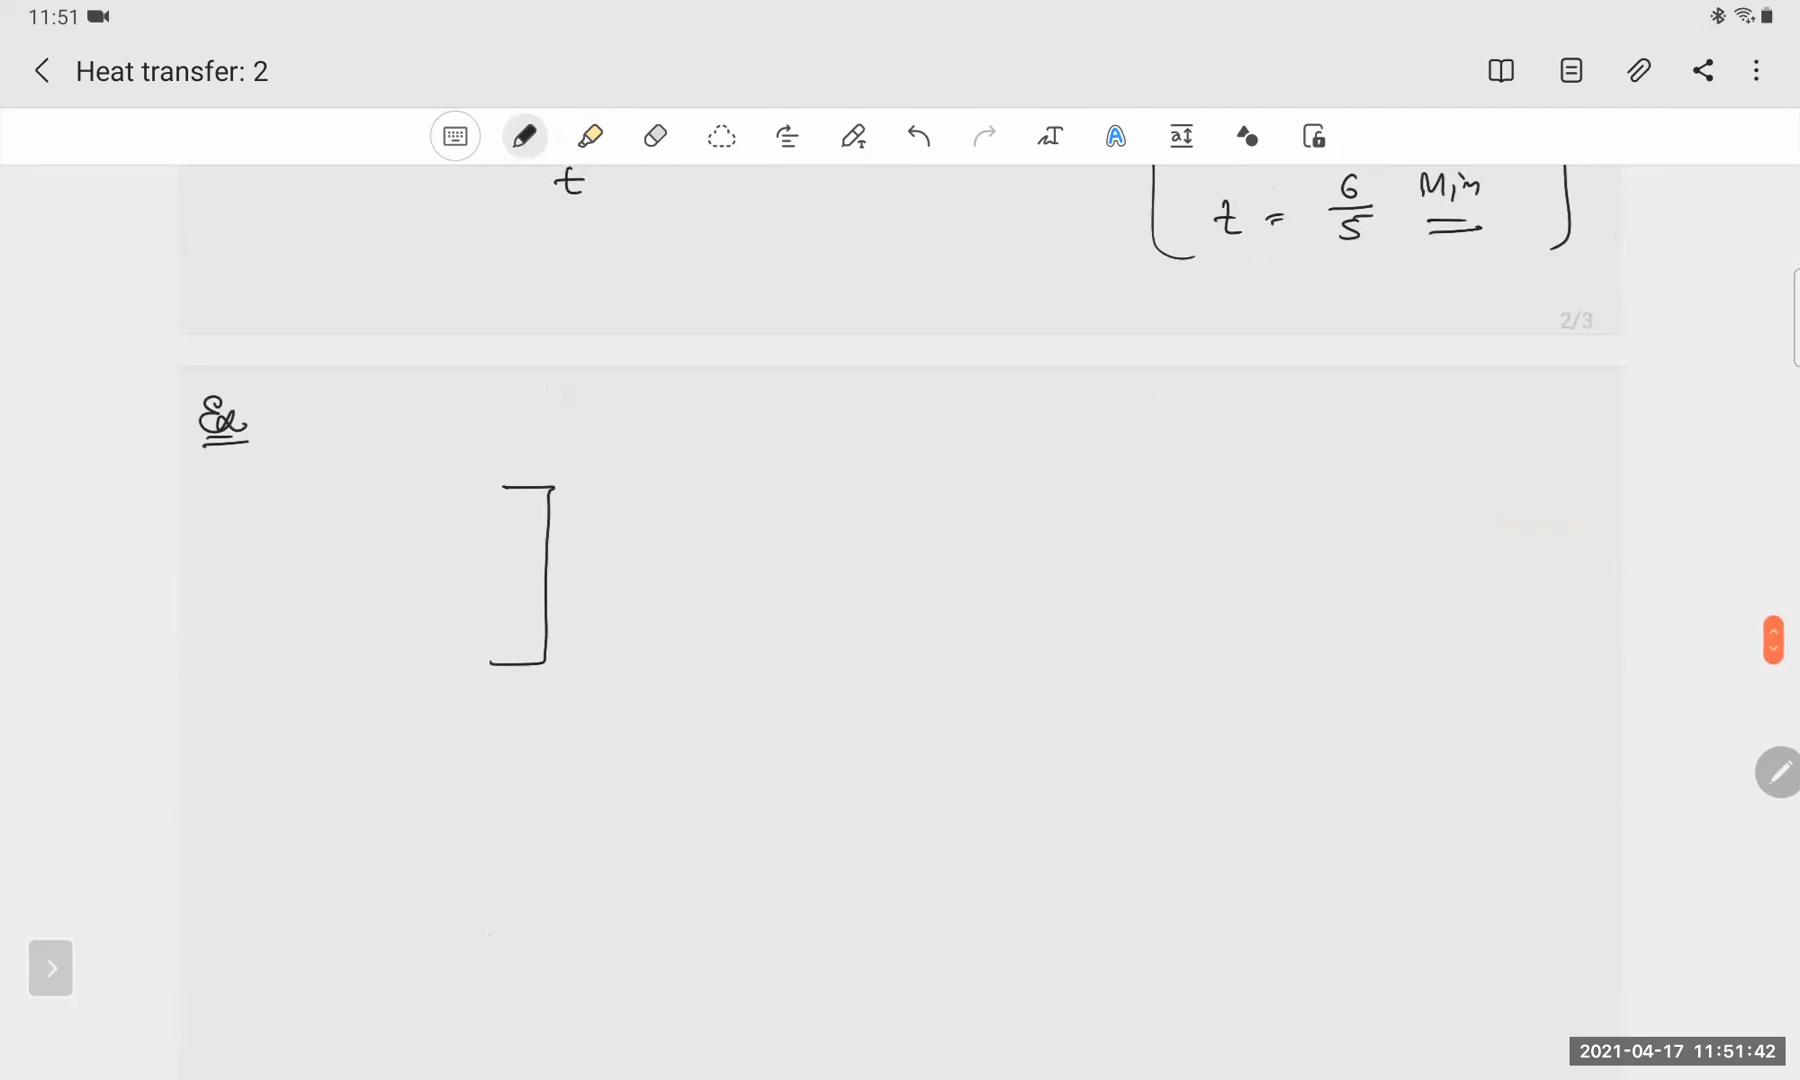 11:51
Heat transfer: 2
t
t = 6/5 Min
2/3
Ex
2021-04-17 11:51:42